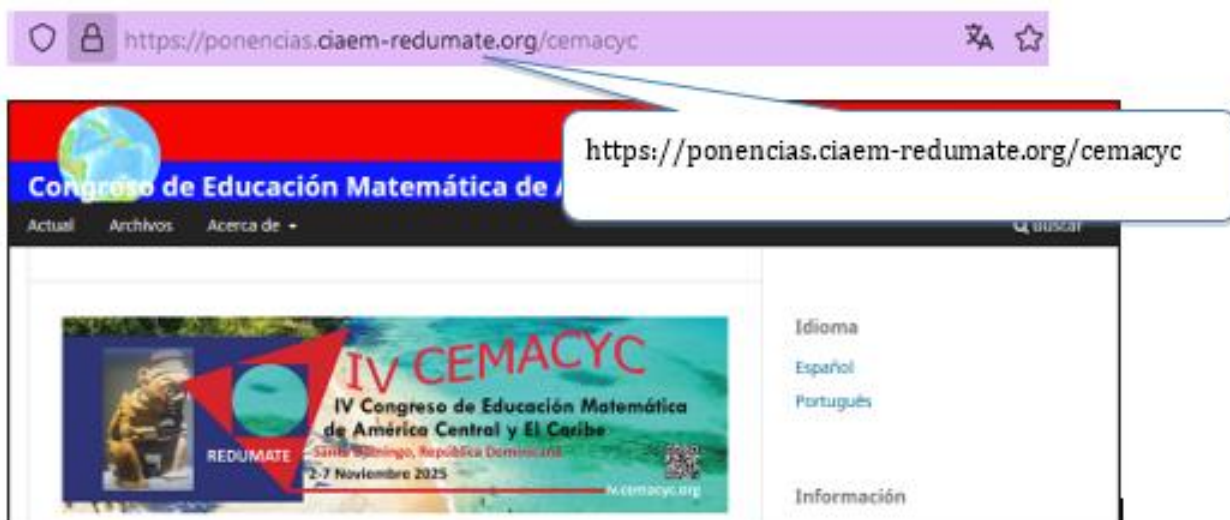 https://ponencias.ciaem-redumate.org/cemacyc
https://ponencias.ciaem-redumate.org/cemacyc
Congreso de Educación Matemática de A
Actual Archivos Acerca de
Buscar
IV CEMACYC
IV Congreso de Educación Matemática
de América Central y El Caribe
REDUMATE
Santo Domingo, República Dominicana
2-7 Noviembre 2025
iv.cemacyc.org
Idioma
Español
Português
Información